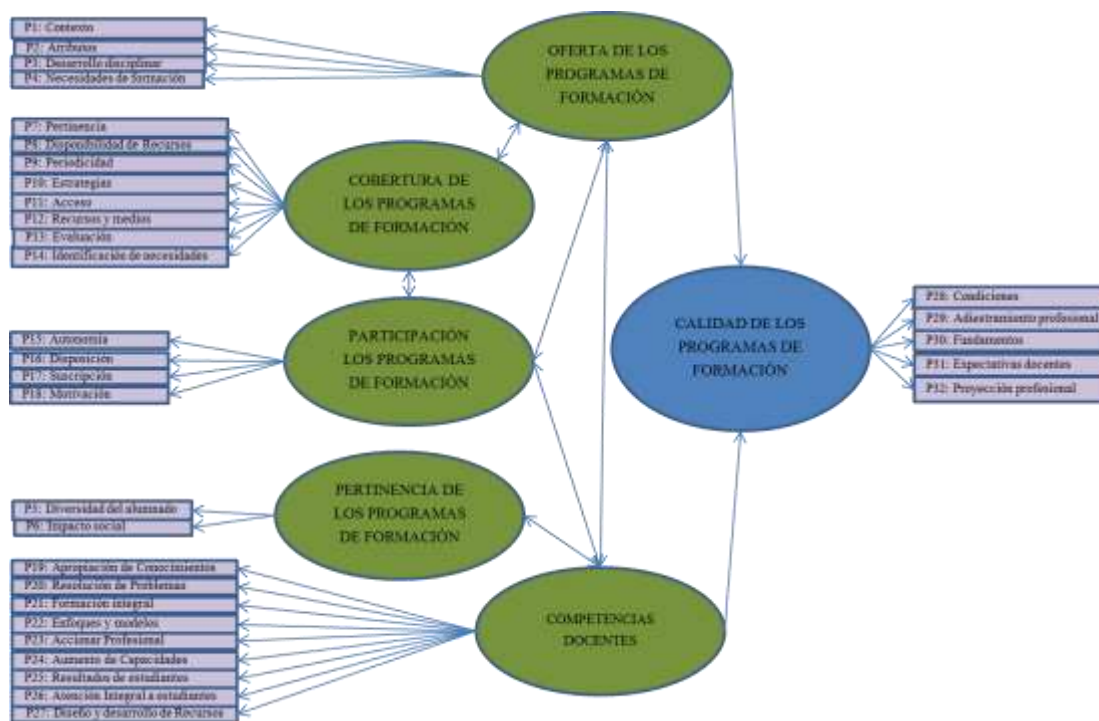 P1: Contexto
P2: Atributos
P3: Desarrollo disciplinar
P4: Necesidades de formación
OFERTA DE LOS
PROGRAMAS DE
FORMACIÓN
P7: Pertinencia
P8: Disponibilidad de Recursos
P9: Periodicidad
P10: Estrategias
P11: Acceso
P12: Recursos y medios
P13: Evaluación
P14: Identificación de necesidades
COBERTURA DE
LOS PROGRAMAS
DE FORMACIÓN
P15: Autonomía
P16: Disposición
P17: Suscripción
P18: Motivación
PARTICIPACIÓN
LOS PROGRAMAS
DE FORMACIÓN
CALIDAD DE LOS
PROGRAMAS DE
FORMACIÓN
P28: Condiciones
P29: Adiestramiento profesional
P30: Fundamentos
P31: Expectativas docentes
P32: Proyección profesional
P5: Diversidad del alumnado
P6: Impacto social
PERTINENCIA DE
LOS PROGRAMAS
DE FORMACIÓN
P19: Apropiación de Conocimientos
P20: Resolución de Problemas
P21: Formación integral
P22: Enfoques y modelos
P23: Accionar Profesional
P24: Aumento de Capacidades
P25: Resultados de estudiantes
P26: Atención Integral a estudiantes
P27: Diseño y desarrollo de Recursos
COMPETENCIAS
DOCENTES